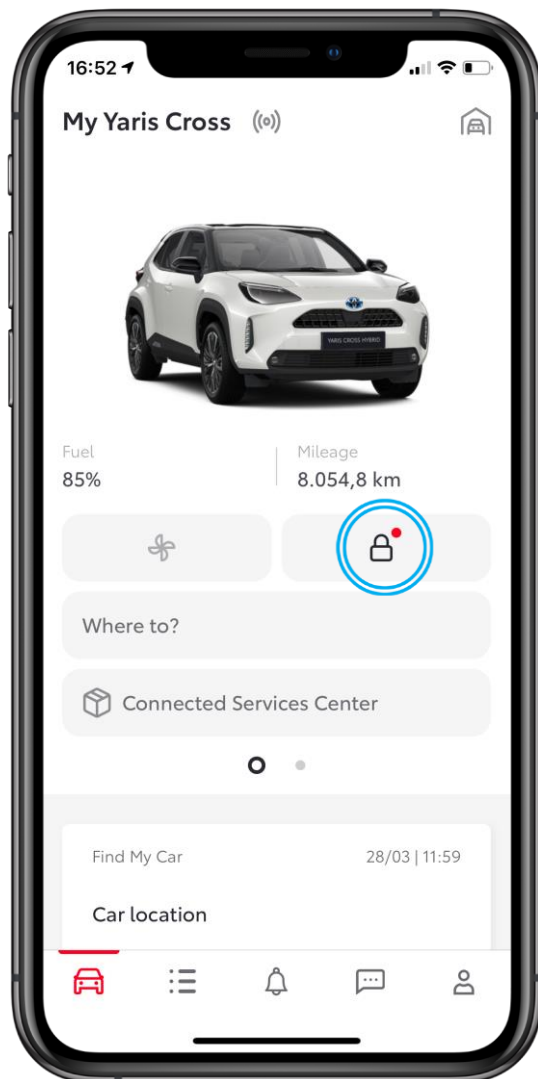 16:52
My Yaris Cross
YARIS CROSS HYBRID
Fuel
Mileage
85%
8.054,8 km
Where to?
Connected Services Center
Find My Car
28/03 | 11:59
Car location